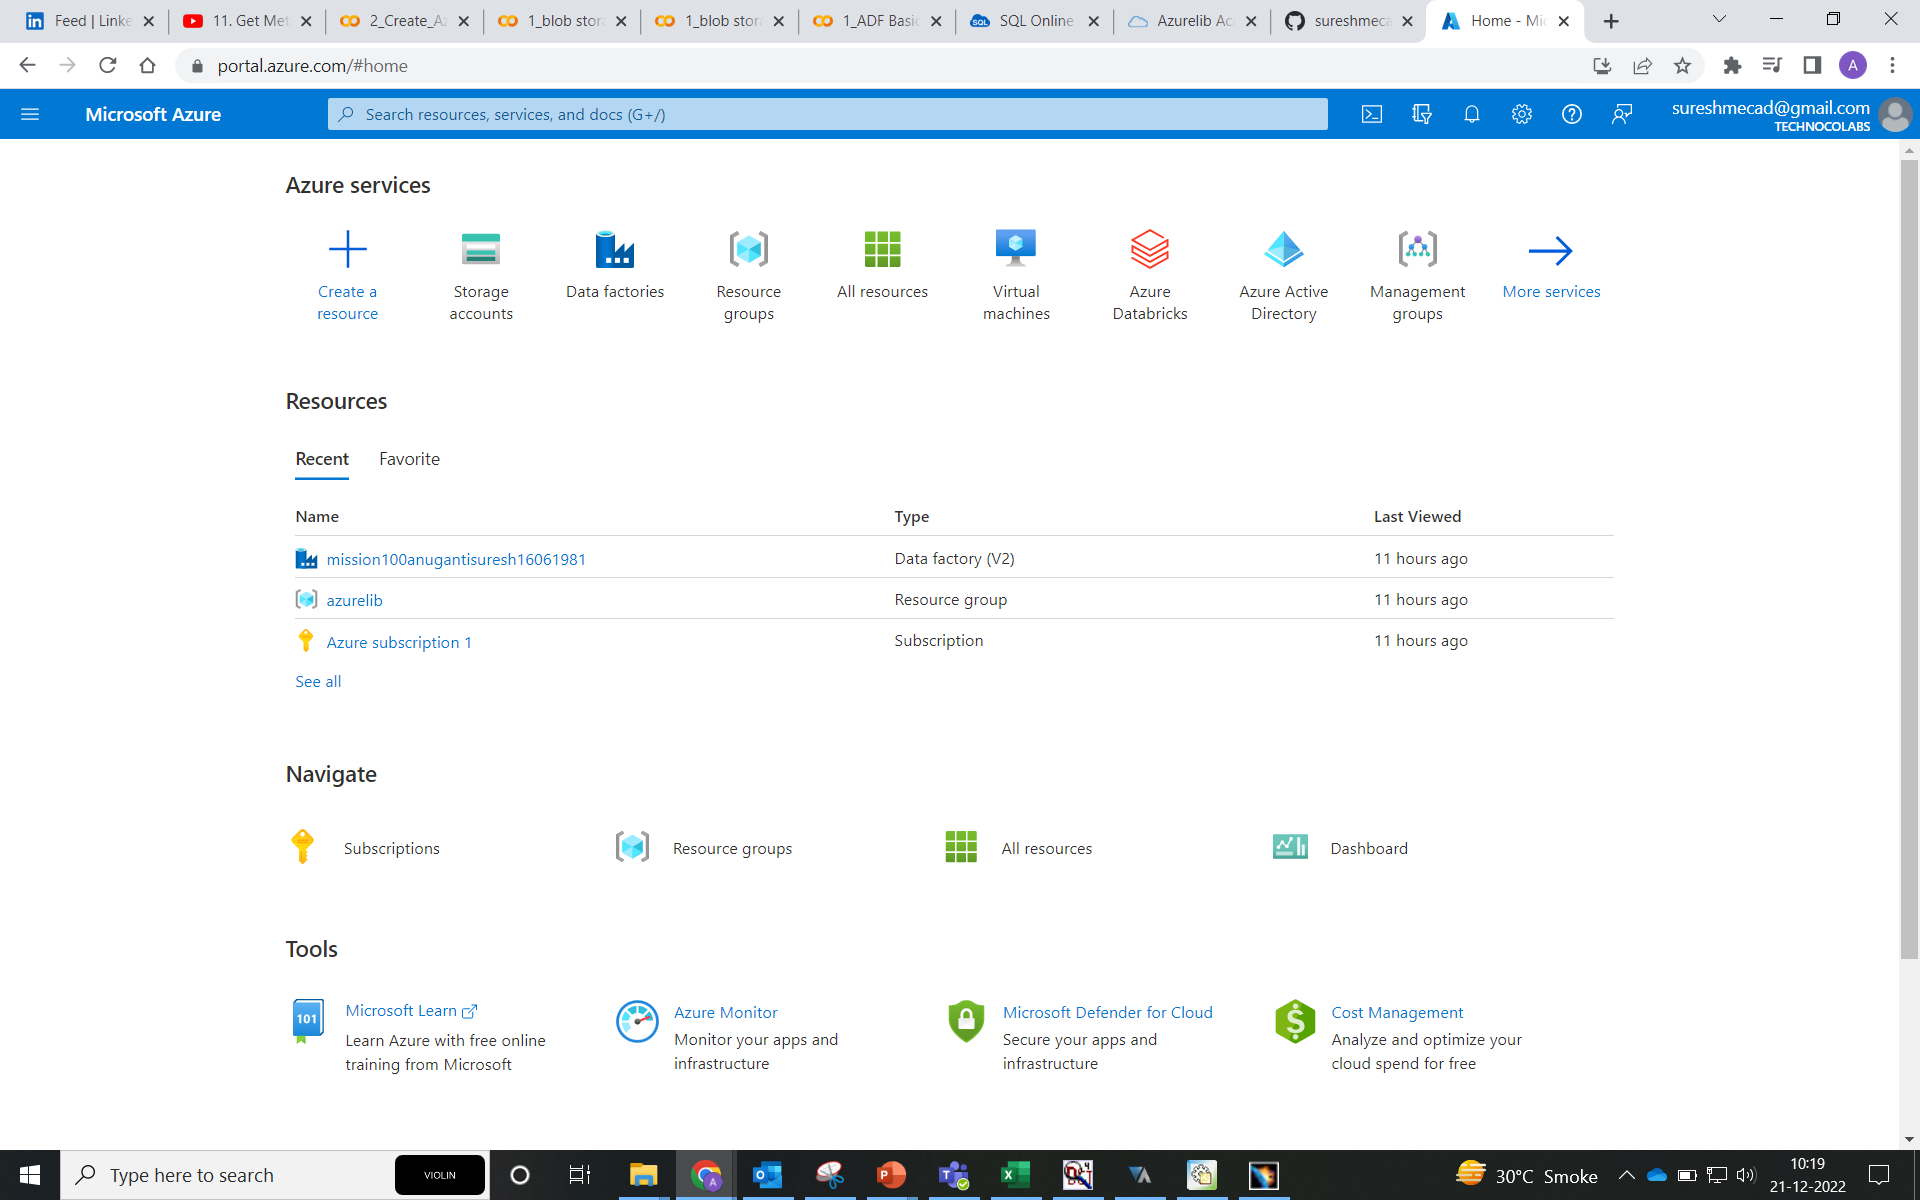 Feed | Linke
11. Get Met
2_Create_Az
1_blob stora
1_blob stora
1_ADF Basic
SQL Online
Azurelib Aca
sureshmeca
Home - Mic
portal.azure.com/#home
A
Microsoft Azure
Search resources, services, and docs (G+/)
sureshmecad@gmail.com
TECHNOCOLABS
Azure services
Create a
resource
Storage
accounts
Data factories
Resource
groups
All resources
Virtual
machines
Azure
Databricks
Azure Active
Directory
Management
groups
More services
Resources
Recent
Favorite
Name
Type
Last Viewed
mission100anugantisuresh16061981
Data factory (V2)
11 hours ago
azurelib
Resource group
11 hours ago
Azure subscription 1
Subscription
11 hours ago
See all
Navigate
Subscriptions
Resource groups
All resources
Dashboard
Tools
101
Microsoft Learn
Learn Azure with free online
training from Microsoft
Azure Monitor
Monitor your apps and
infrastructure
Microsoft Defender for Cloud
Secure your apps and
infrastructure
Cost Management
Analyze and optimize your
cloud spend for free
Type here to search
VIOLIN
30°C Smoke
10:19
21-12-2022